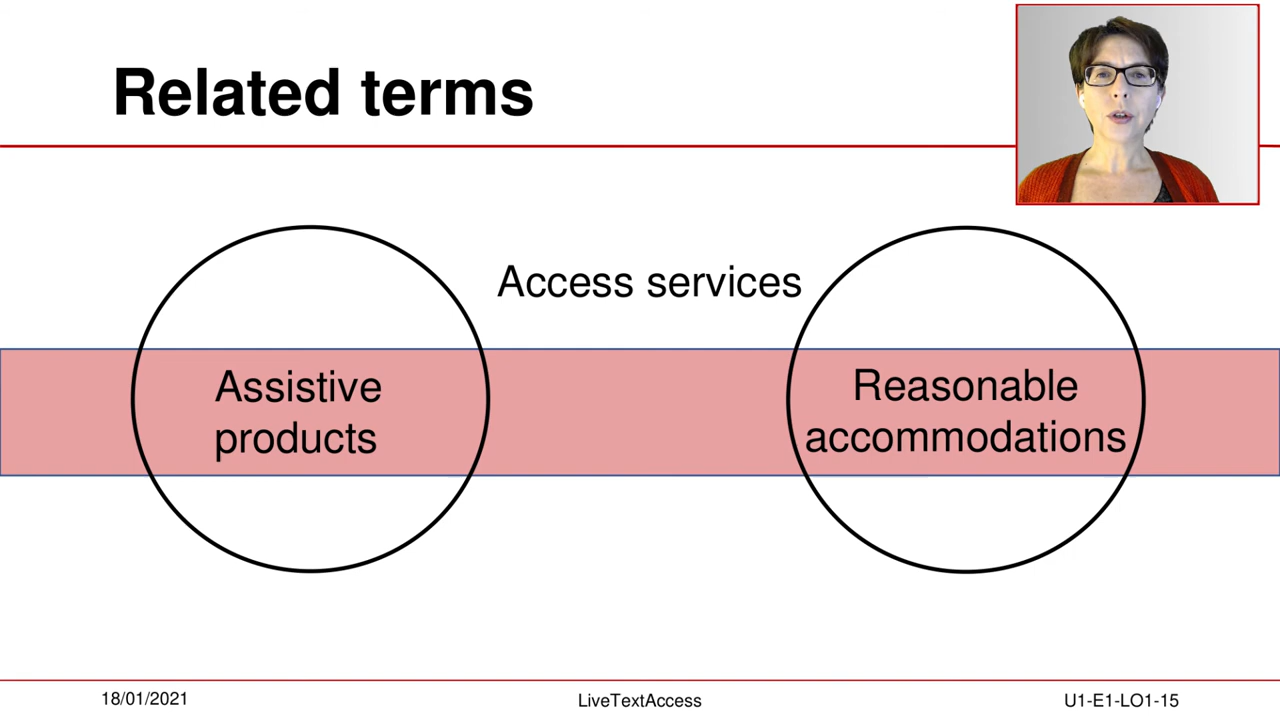 Related terms
Access services
Assistive
products
Reasonable
accommodations
18/01/2021
LiveTextAccess
U1-E1-LO1-15